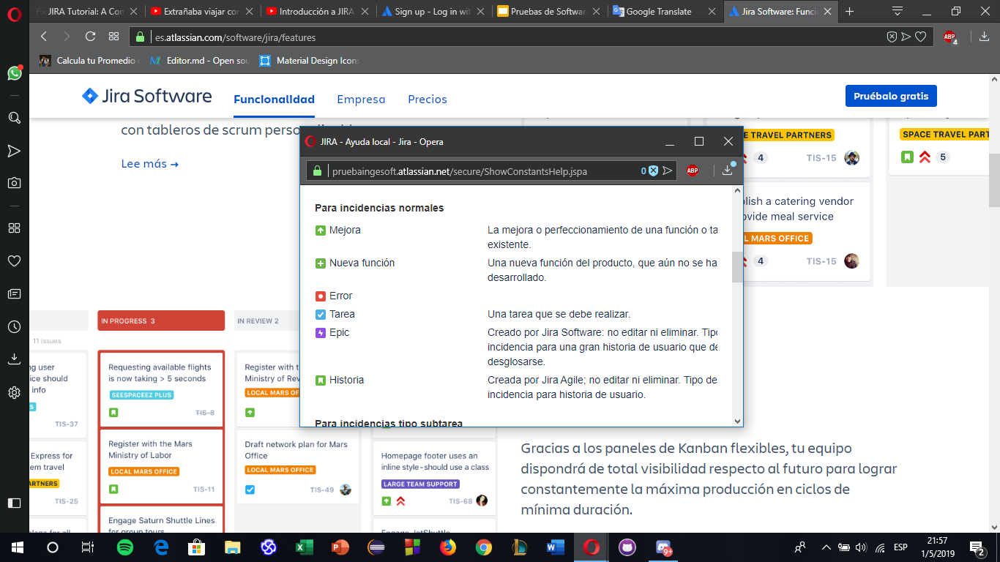 JIRA Tutorial: A Com
Extrañaba viajar con
Introducción a JIRA
Sign up - Log in wit
Pruebas de Softwar
Google Translate
Jira Software: Funci
es.atlassian.com/software/jira/features
ABP
4
Calcula tu Promedio
Editor.md - Open sou
Material Design Icons
Jira Software
Funcionalidad
Empresa
Precios
Pruébalo gratis
con tableros de scrum
Lee más →
SPACE TRAVEL PART
5
E TRAVEL PARTNERS
4
TIS-15
lish a catering vendor
ovide meal service
L MARS OFFICE
4
TIS-15
JIRA - Ayuda local - Jira - Opera
pruebaingesoft.atlassian.net/secure/ShowConstantsHelp.jspa
0
ABP
Para incidencias normales
Mejora
La mejora o perfeccionamiento de una función o ta
existente.
Nueva función
Una nueva función del producto, que aún no se ha
desarrollado.
Error
Tarea
Una tarea que se debe realizar.
Epic
Creado por Jira Software: no editar ni eliminar. Tipo
incidencia para una gran historia de usuario que de
desglosarse.
Historia
Creada por Jira Agile; no editar ni eliminar. Tipo de
incidencia para historia de usuario.
Para incidencias tipo subtarea
11 issues
ng user
ice should
info
TIS-37
Express for
em travel
ARTNERS
TIS-25
IN PROGRESS 3
Requesting available flights
is now taking > 5 seconds
SEESPACEEZ PLUS
TIS-8
Register with the Mars
Ministry of Labor
LOCAL MARS OFFICE
TIS-11
Engage Saturn Shuttle Lines
for group tours
IN REVIEW 2
Register with t
Ministry of Rev
LOCAL MARS OF
Draft network plan for Mars
Office
LOCAL MARS OFFICE
TIS-49
Homepage footer uses an
inline style-should use a class
LARGE TEAM SUPPORT
TIS-68
Engage JetShuttle
Gracias a los paneles de Kanban flexibles, tu equipo
dispondrá de total visibilidad respecto al futuro para lograr
constantemente la máxima producción en ciclos de
mínima duración.
9+
ESP
21:57
1/5/2019
2